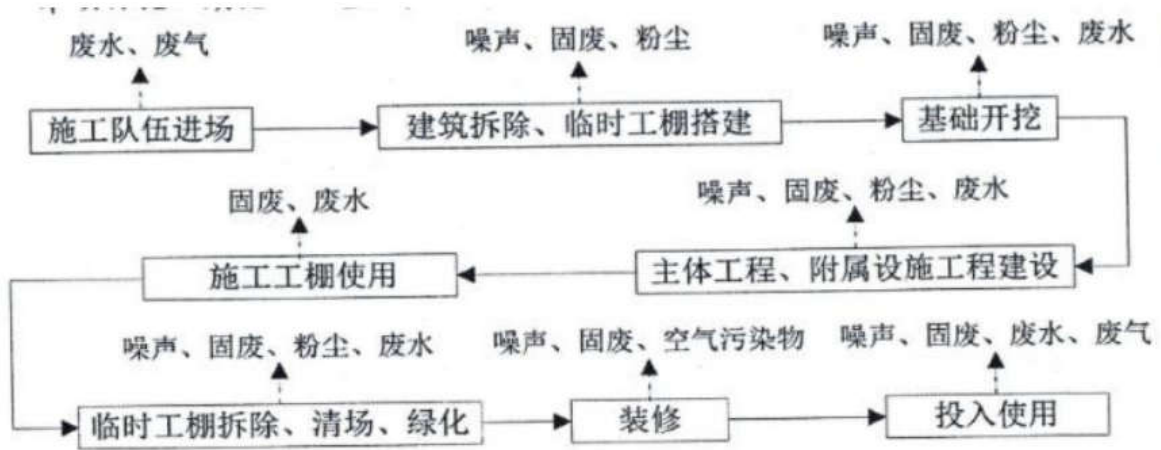 废水、废气
噪声、固废、粉尘
噪声、固废、粉尘、废水
施工队伍进场
建筑拆除、临时工棚搭建
基础开挖
固废、废水
噪声、固废、粉尘、废水
施工工棚使用
主体工程、附属设施工程建设
噪声、固废、粉尘、废水
噪声、固废、空气污染物
噪声、固废、废水、废气
临时工棚拆除、清场、绿化
装修
投入使用